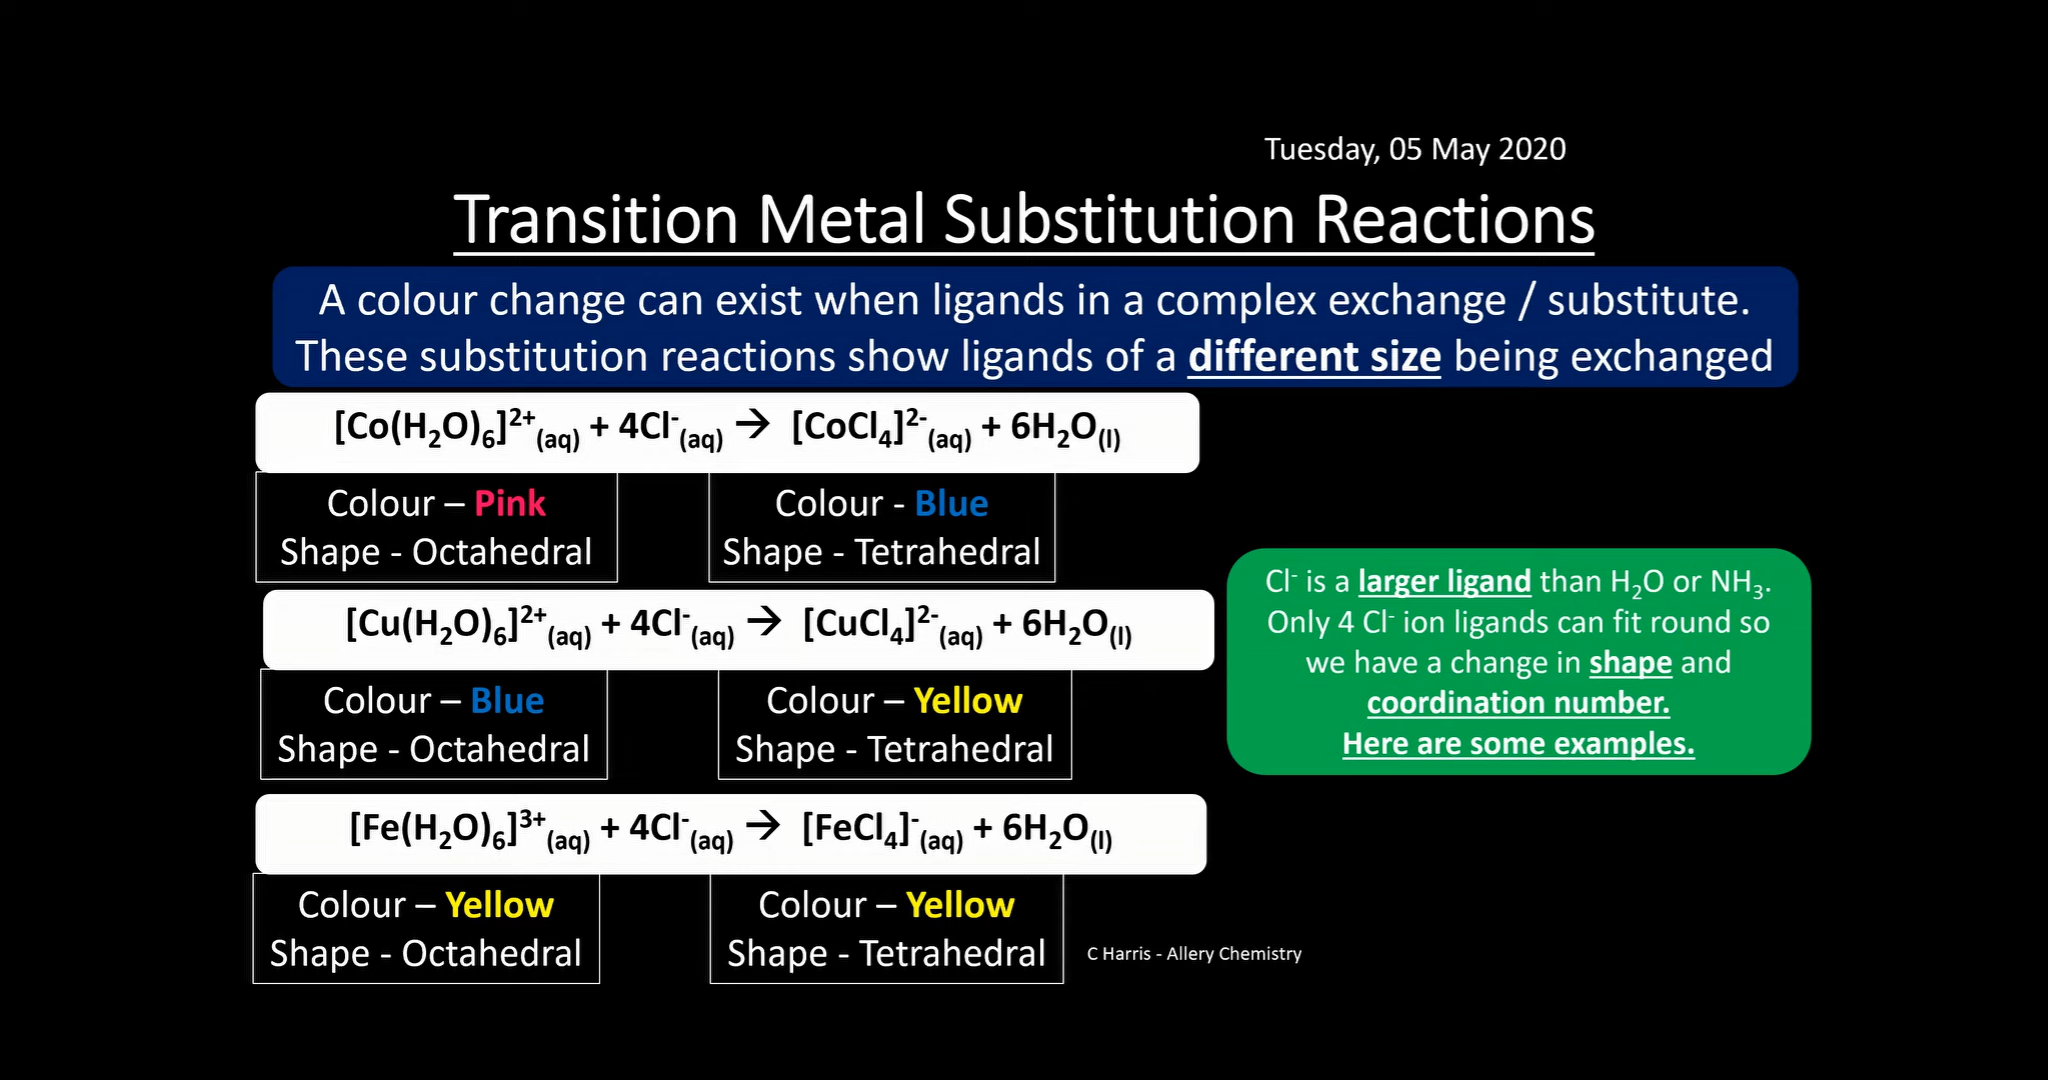 Tuesday, 05 May 2020
Transition Metal Substitution Reactions
A colour change can exist when ligands in a complex exchange / substitute.
These substitution reactions show ligands of a different size being exchanged
[Co(H₂O)₆]²⁺(aq) + 4Cl⁻(aq) → [CoCl₄]²⁻(aq) + 6H₂O(l)
Colour – Pink
Shape - Octahedral
Colour - Blue
Shape - Tetrahedral
[Cu(H₂O)₆]²⁺(aq) + 4Cl⁻(aq) → [CuCl₄]²⁻(aq) + 6H₂O(l)
Colour – Blue
Shape - Octahedral
Colour – Yellow
Shape - Tetrahedral
[Fe(H₂O)₆]³⁺(aq) + 4Cl⁻(aq) → [FeCl₄]⁻(aq) + 6H₂O(l)
Colour – Yellow
Shape - Octahedral
Colour – Yellow
Shape - Tetrahedral
Cl⁻ is a larger ligand than H₂O or NH₃.
Only 4 Cl⁻ ion ligands can fit round so
we have a change in shape and
coordination number.
Here are some examples.
C Harris - Allery Chemistry